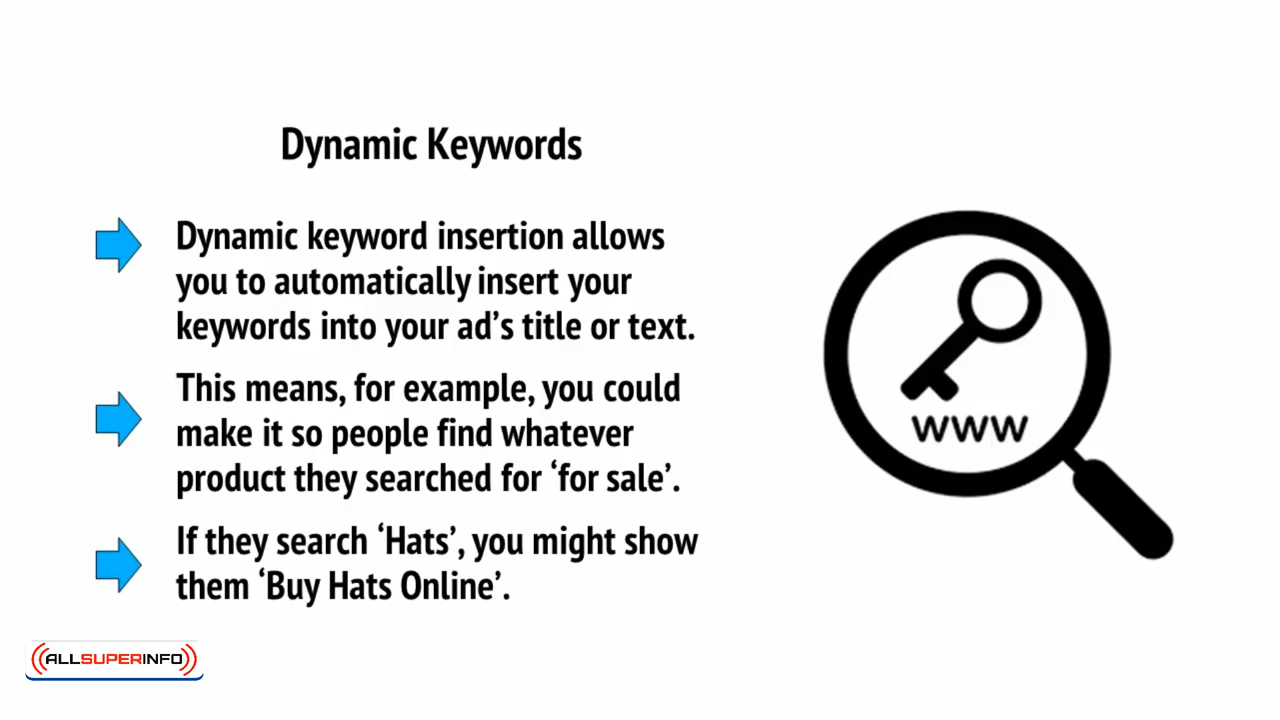 Dynamic Keywords
Dynamic keyword insertion allows
you to automatically insert your
keywords into your ad’s title or text.
This means, for example, you could
make it so people find whatever
product they searched for ‘for sale’.
If they search ‘Hats’, you might show
them ‘Buy Hats Online’.
www
ALLSUPERINFO